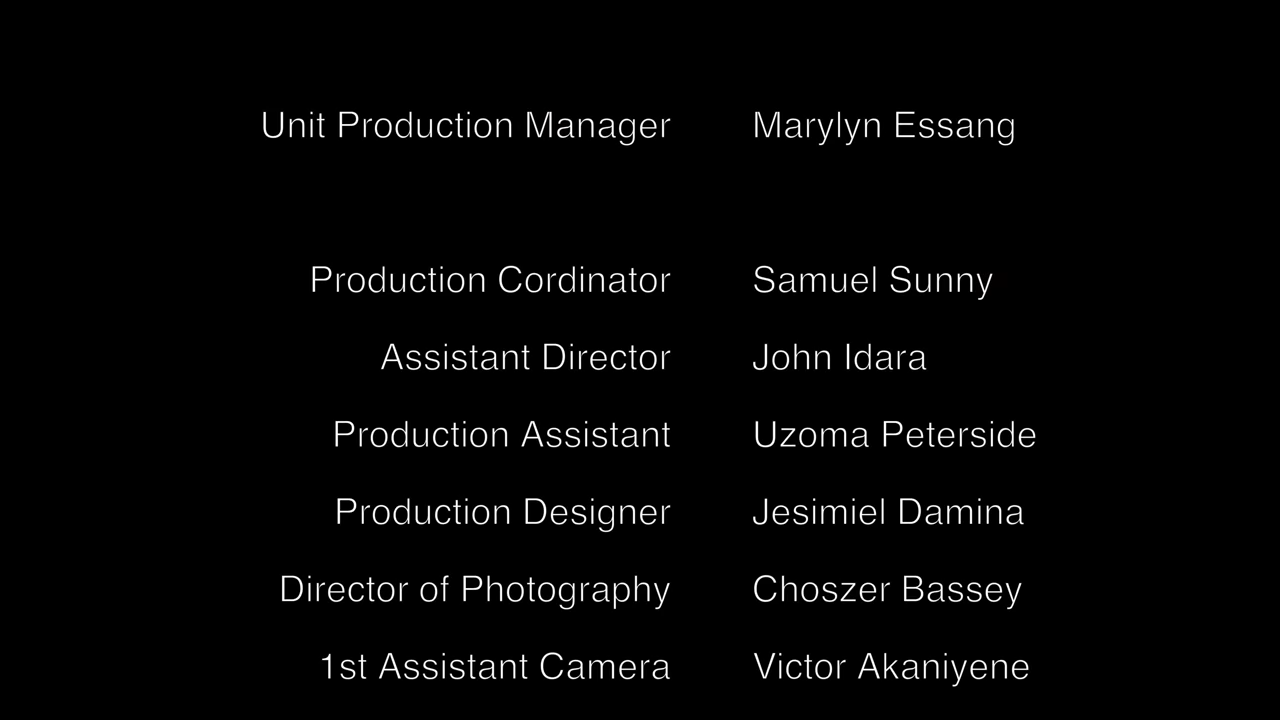 Unit Production Manager Marylyn Essang
Production Cordinator Samuel Sunny
Assistant Director John Idara
Production Assistant Uzoma Peterside
Production Designer Jesimiel Damina
Director of Photography Choszer Bassey
1st Assistant Camera Victor Akaniyene